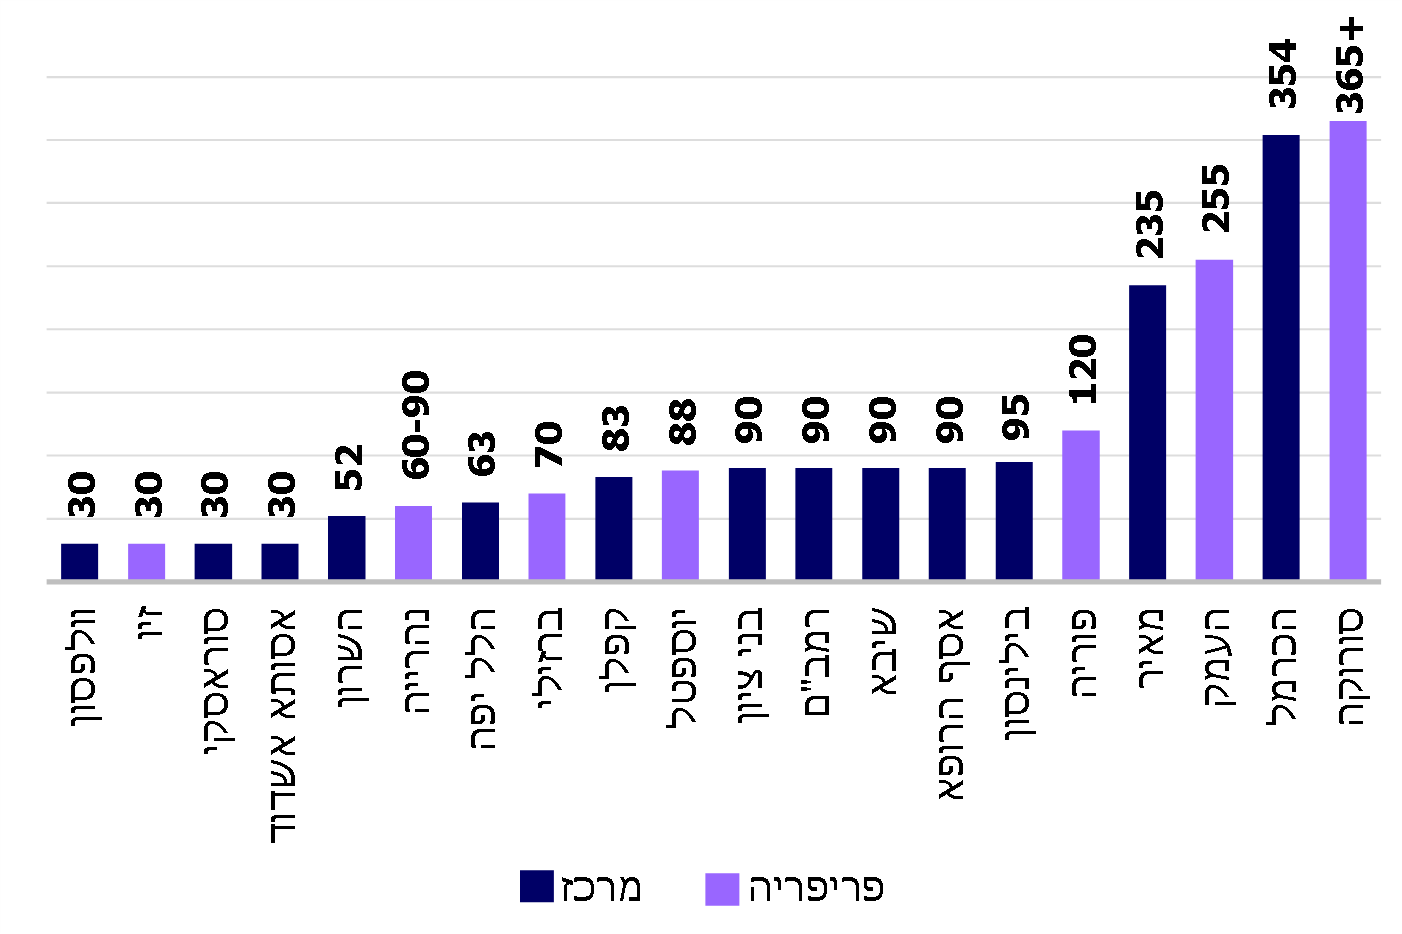 30
30
30
30
52
60-90
63
70
83
88
90
90
90
90
95
120
235
255
354
365+
וולפסון
זיו
סוראסקי
אסותא אשדוד
השרון
נהרייה
הלל יפה
ברזילי
קפלן
יוספטל
בני ציון
רמב"ם
שיבא
אסף הרופא
בילינסון
פוריה
מאיר
העמק
הכרמל
סורוקה
מרכז
פריפריה